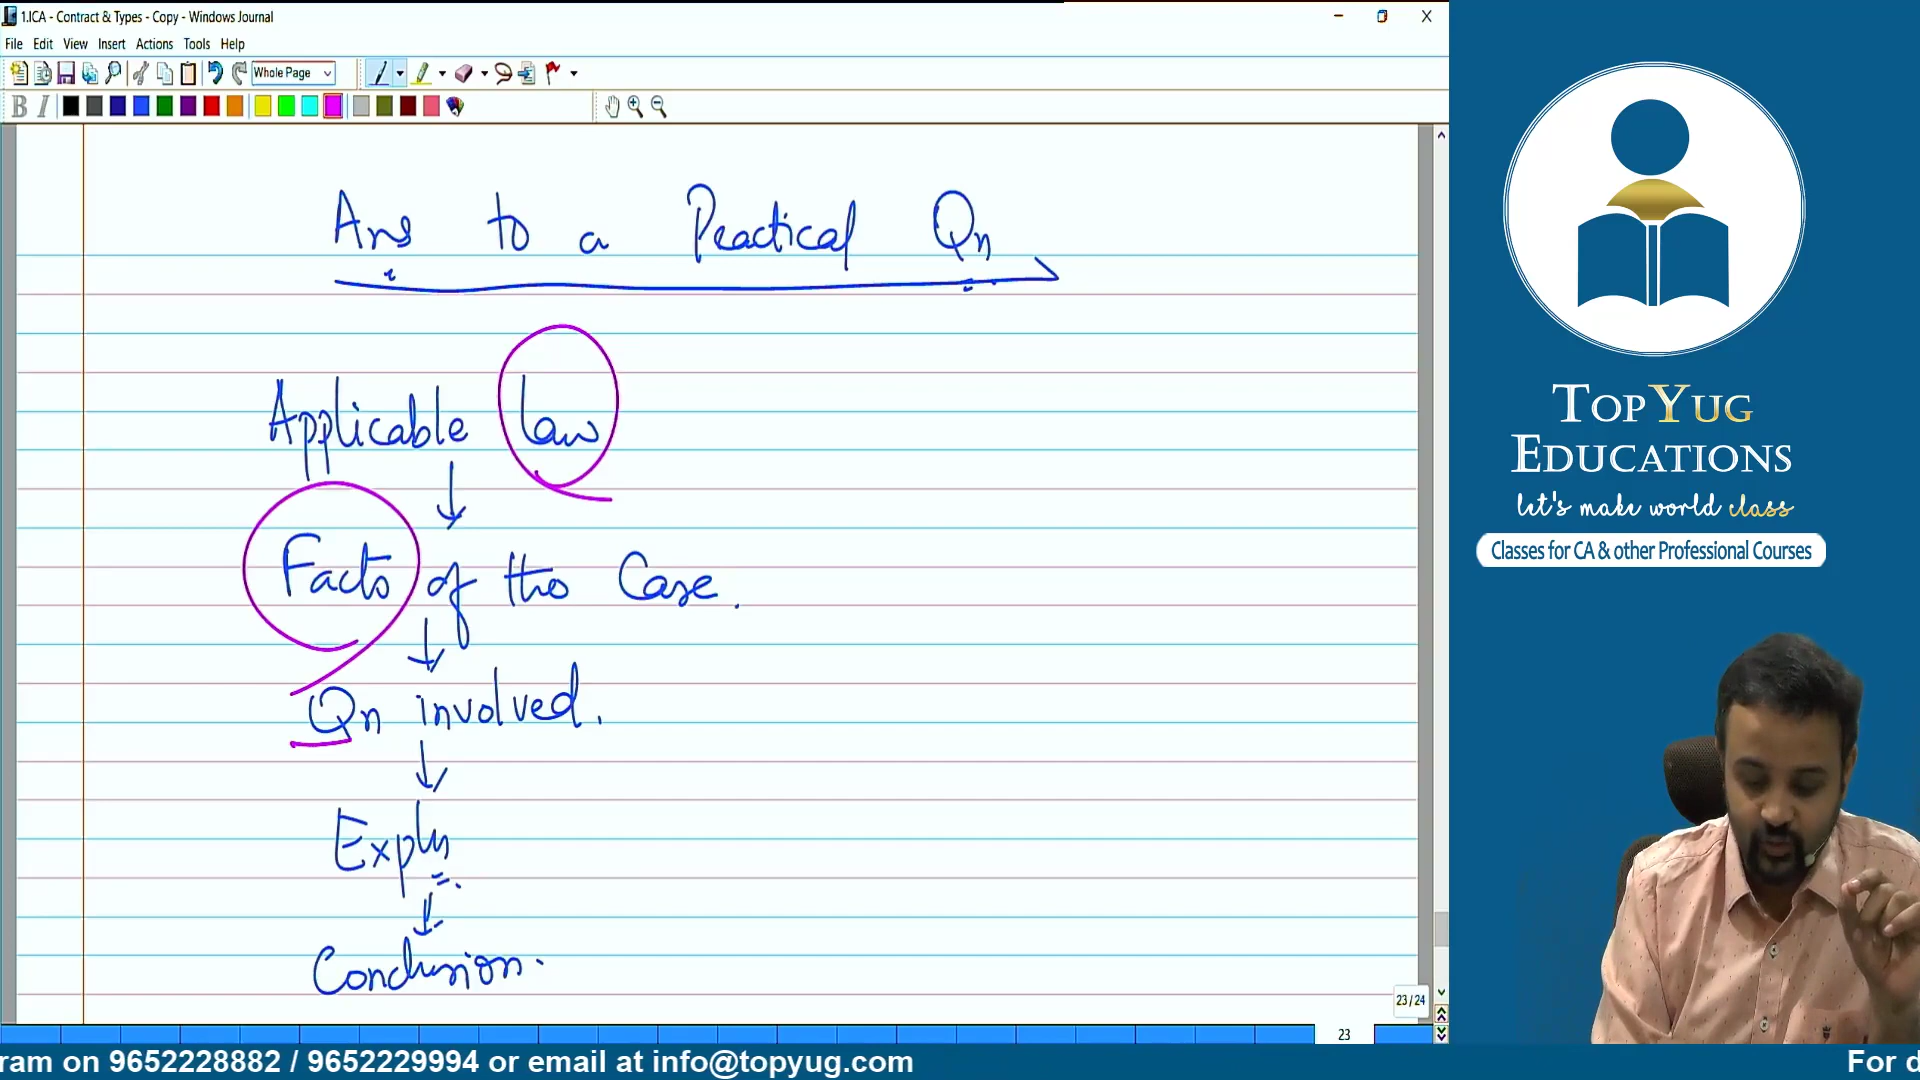 1.ICA - Contract & Types - Copy - Windows Journal
File Edit View Insert Actions Tools Help
Whole Page
B I
Ans to a Practical Qn
Applicable law
Facts of the Case.
Qn involved.
Expln
Conclusion.
23/24
23
TOPYUG
EDUCATIONS
let's make world class
Classes for CA & other Professional Courses
ram on 9652228882 / 9652229994 or email at info@topyug.com
For d